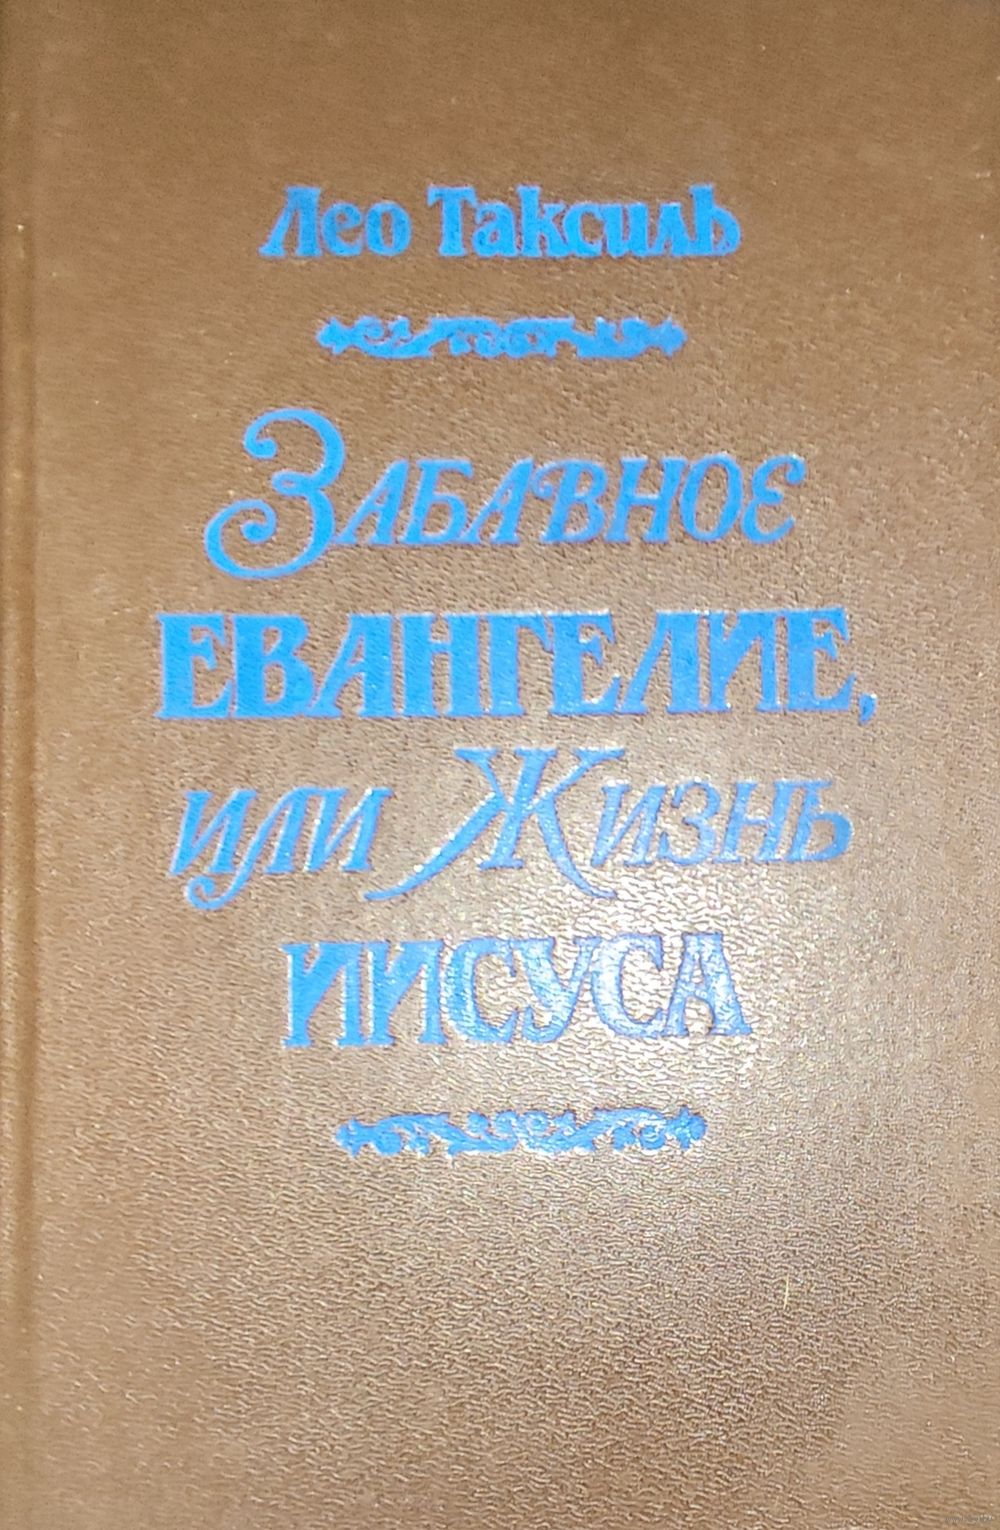 Лео Таксиль
Забавное
ЕВАНГЕЛИЕ,
или Жизнь
ИИСУСА